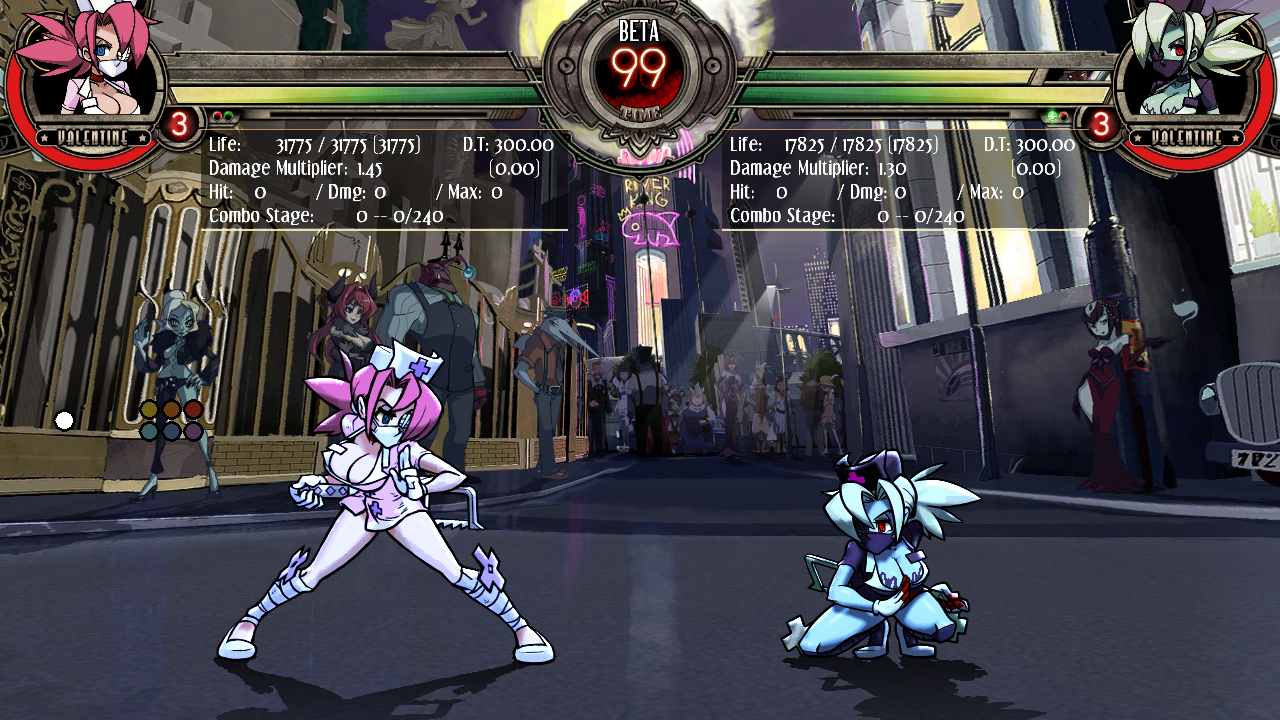 BETA
99
TIME
3
3
VALENTINE
VALENTINE
Life: 31775 / 31775 [31775] D.T: 300.00
Damage Multiplier: 1.45 [0.00]
Hit: 0 / Dmg: 0 / Max: 0
Combo Stage: 0 -- 0/240
Life: 17825 / 17825 [17825] D.T: 300.00
Damage Multiplier: 1.30 [0.00]
Hit: 0 / Dmg: 0 / Max: 0
Combo Stage: 0 -- 0/240
RIVER
KING